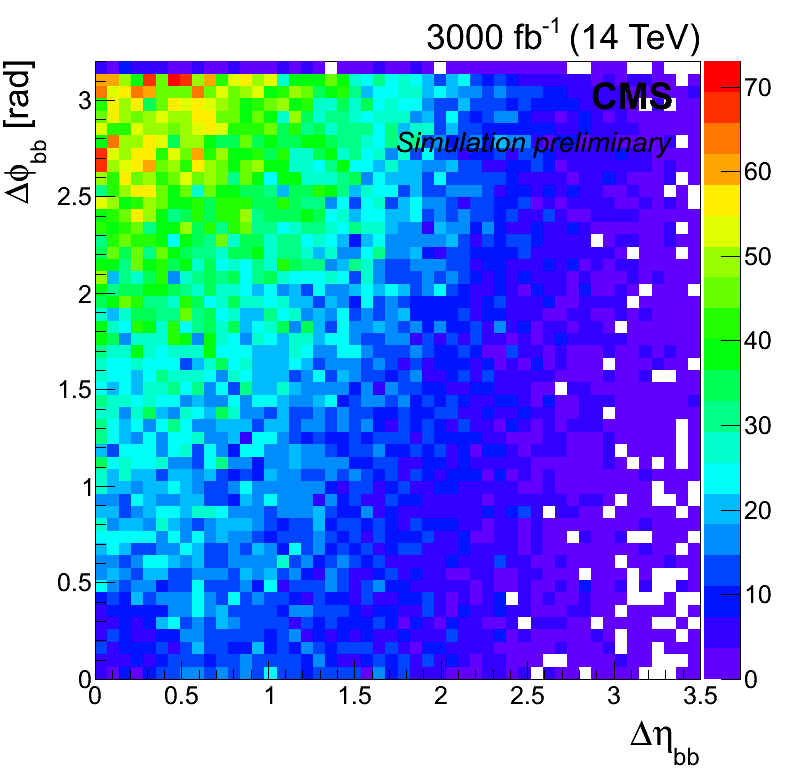 3000 fb⁻¹ (14 TeV)
CMS
Simulation preliminary
Δϕbb [rad]
3
2.5
2
1.5
1
0.5
0
0 0.5 1 1.5 2 2.5 3 3.5
Δηbb
70
60
50
40
30
20
10
0